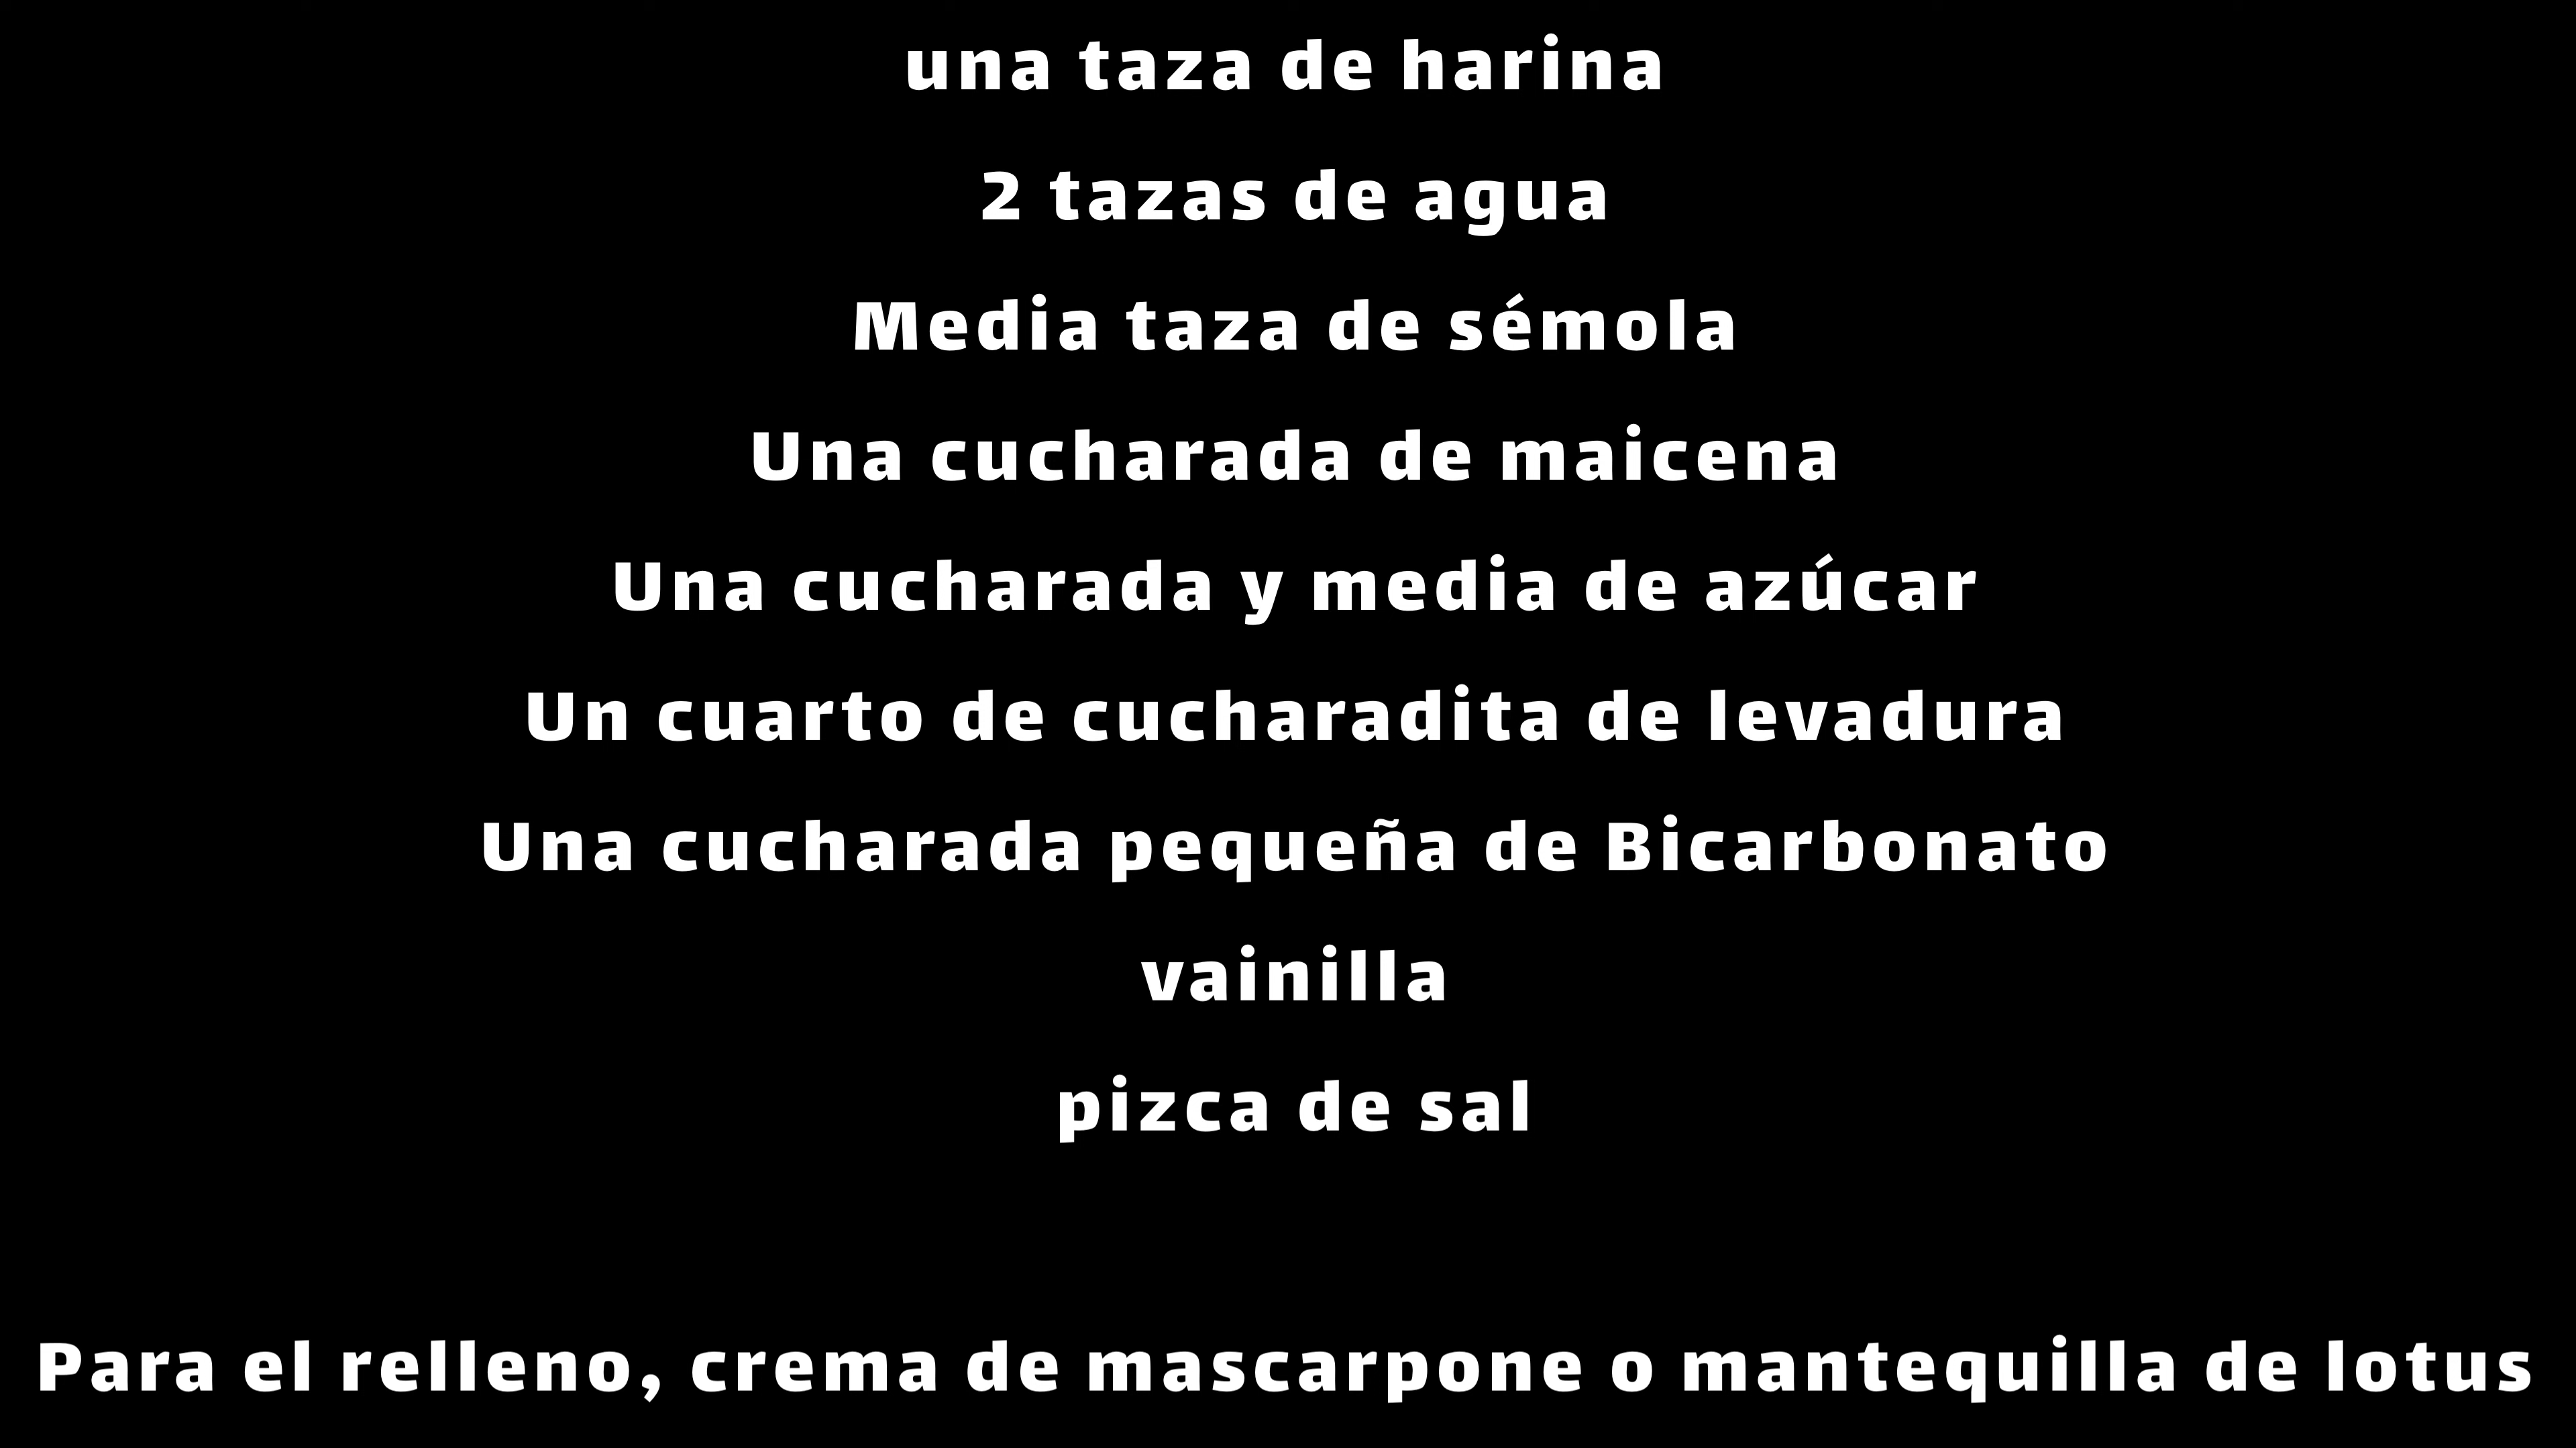 una taza de harina
2 tazas de agua
Media taza de sémola
Una cucharada de maicena
Una cucharada y media de azúcar
Un cuarto de cucharadita de levadura
Una cucharada pequeña de Bicarbonato
vainilla
pizca de sal
Para el relleno, crema de mascarpone o mantequilla de lotus